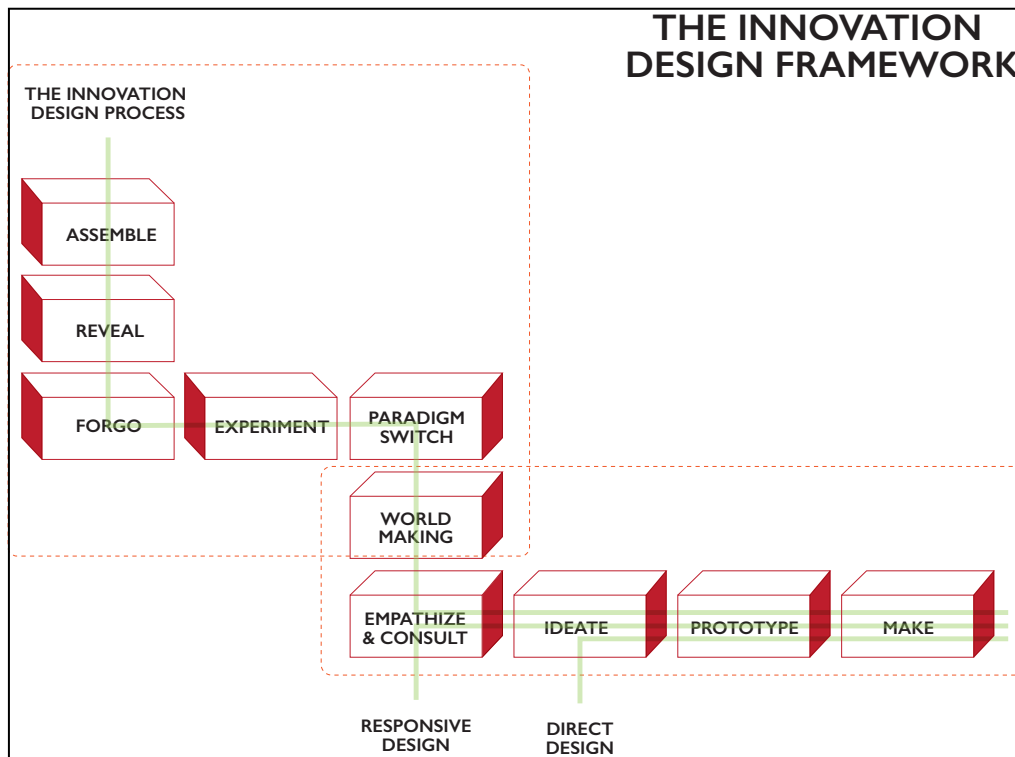 THE INNOVATION
DESIGN FRAMEWORK
THE INNOVATION
DESIGN PROCESS
ASSEMBLE
REVEAL
FORGO
EXPERIMENT
PARADIGM
SWITCH
WORLD
MAKING
EMPATHIZE
& CONSULT
IDEATE
PROTOTYPE
MAKE
RESPONSIVE
DESIGN
DIRECT
DESIGN